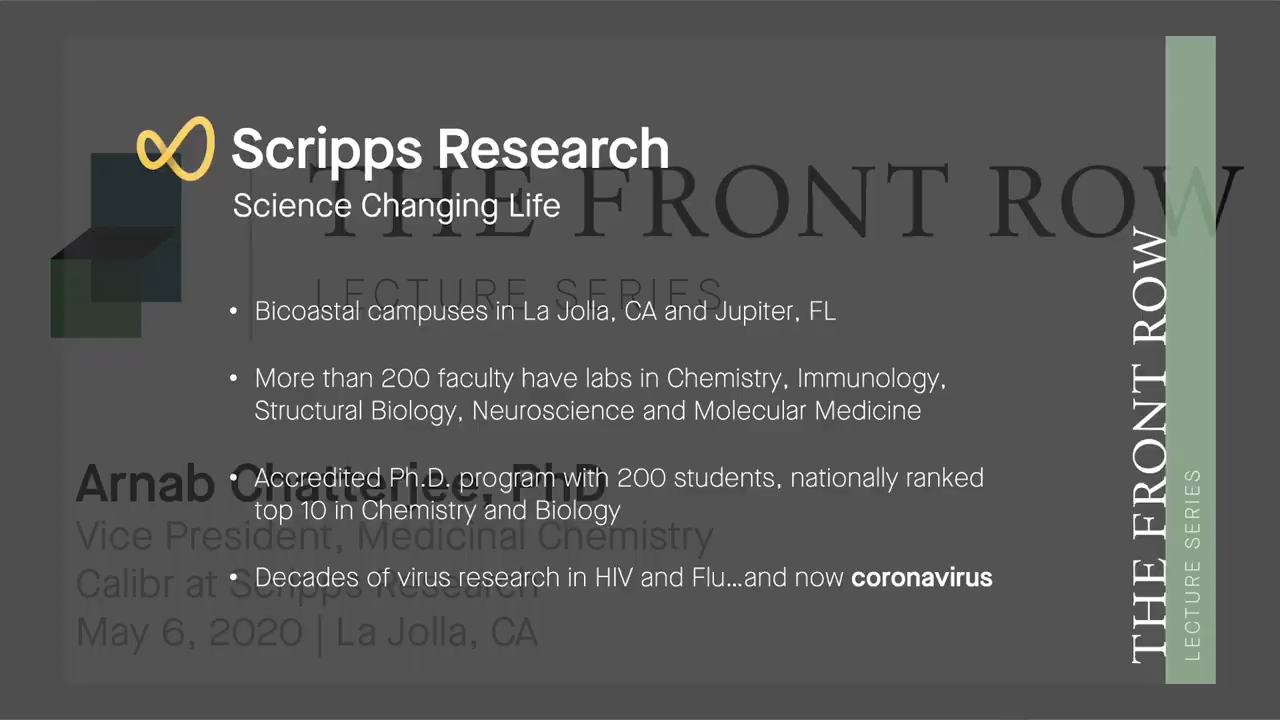 Scripps Research
Science Changing Life
THE FRONT ROW
LECTURE SERIES
• Bicoastal campuses in La Jolla, CA and Jupiter, FL
• More than 200 faculty have labs in Chemistry, Immunology,
Structural Biology, Neuroscience and Molecular Medicine
• Accredited Ph.D. program with 200 students, nationally ranked
top 10 in Chemistry and Biology
• Decades of virus research in HIV and Flu...and now coronavirus
Arnab Chatterjee, PhD
Vice President, Medicinal Chemistry
Calibr at Scripps Research
May 6, 2020 | La Jolla, CA
THE FRONT ROW
LECTURE SERIES